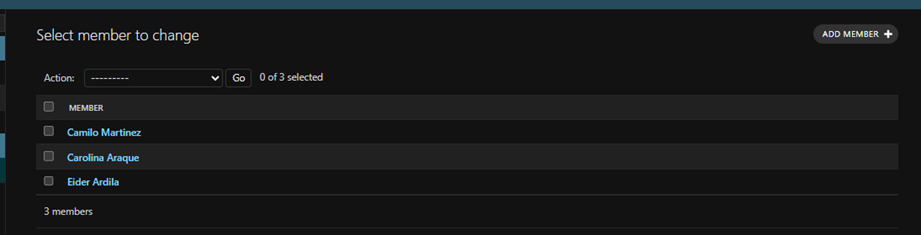 Select member to change
ADD MEMBER +
Action: --------- Go 0 of 3 selected
MEMBER
Camilo Martinez
Carolina Araque
Eider Ardila
3 members